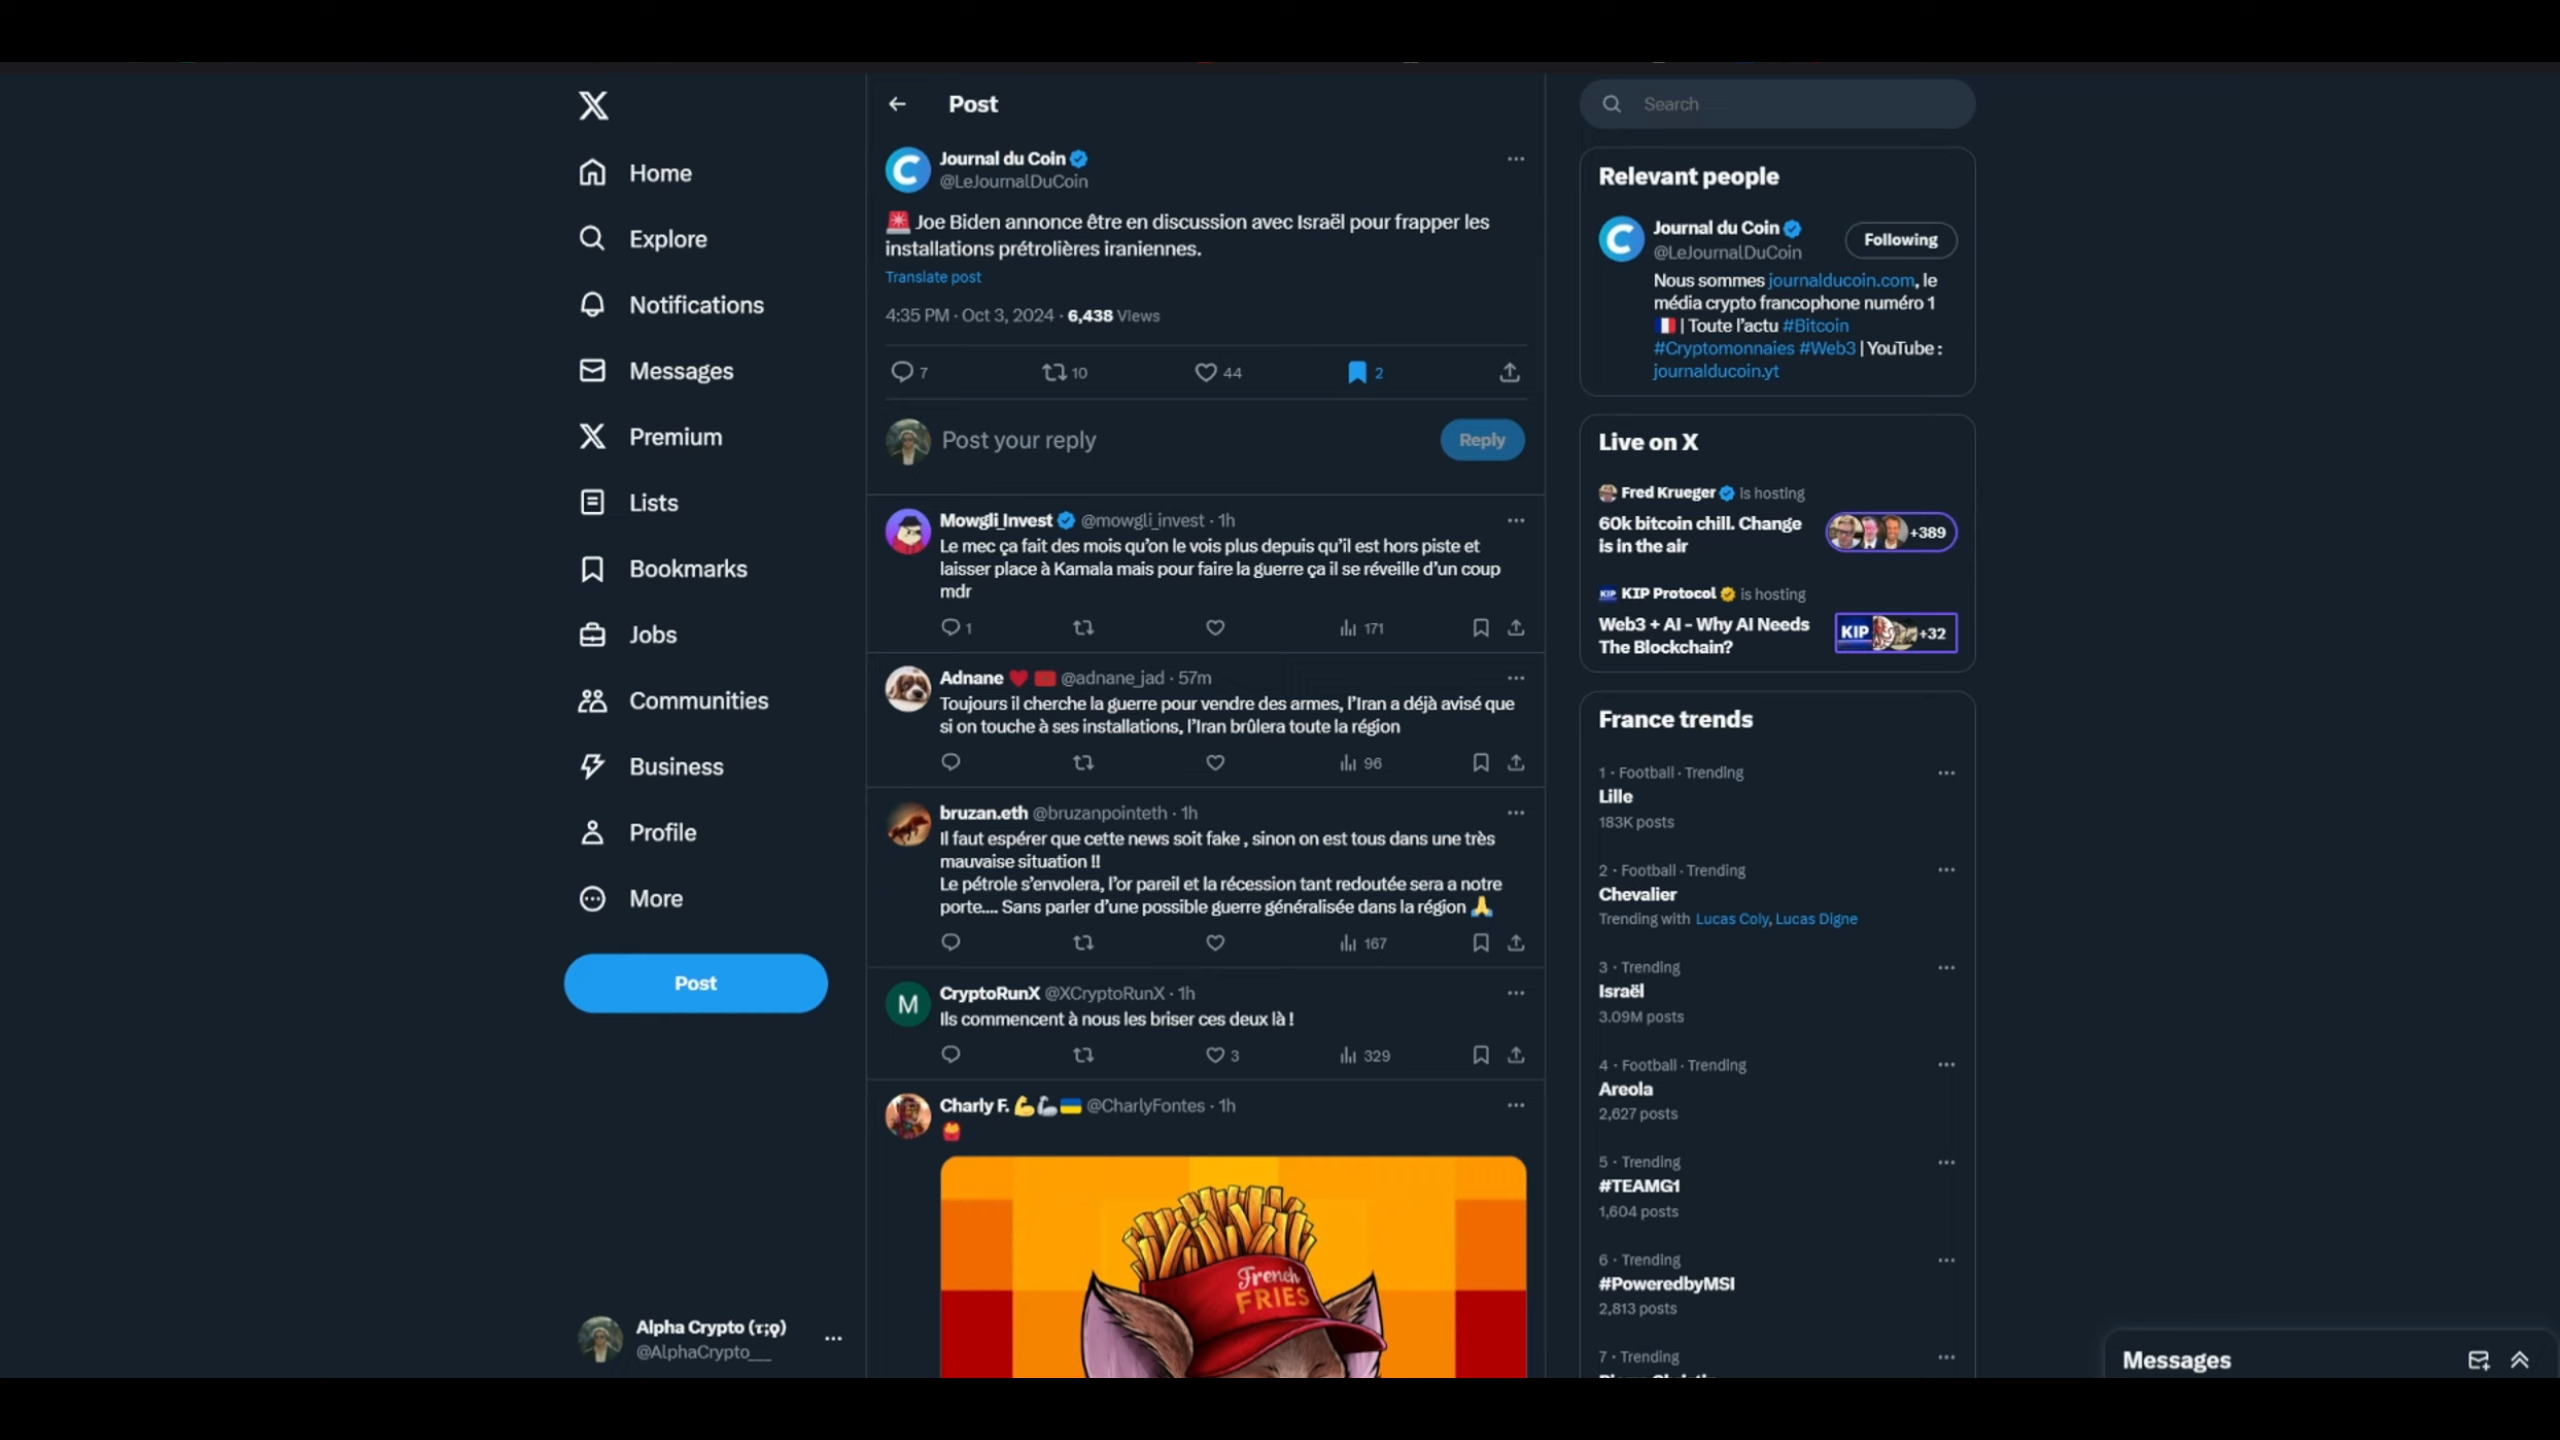 Home
Explore
Notifications
Messages
Premium
Lists
Bookmarks
Jobs
Communities
Business
Profile
More
Post
Alpha Crypto (τ;φ)
@AlphaCrypto___
Post
Journal du Coin
@LeJournalDuCoin
Joe Biden annonce être en discussion avec Israël pour frapper les
installations prétrolières iraniennes.
Translate post
4:35 PM · Oct 3, 2024 · 6,438 Views
7 10 44 2
Post your reply
Reply
Mowgli_Invest @mowgli_invest · 1h
Le mec ça fait des mois qu'on le vois plus depuis qu'il est hors piste et
laisser place à Kamala mais pour faire la guerre ça il se réveille d'un coup
mdr
1 171
Adnane @adnane_jad · 57m
Toujours il cherche la guerre pour vendre des armes, l'Iran a déjà avisé que
si on touche à ses installations, l'Iran brûlera toute la région
96
bruzan.eth @bruzanpointeth · 1h
Il faut espérer que cette news soit fake , sinon on est tous dans une très
mauvaise situation !!
Le pétrole s'envolera, l'or pareil et la récession tant redoutée sera a notre
porte.... Sans parler d'une possible guerre généralisée dans la région
167
M
CryptoRunX @XCryptoRunX · 1h
Ils commencent à nous les briser ces deux là !
3 329
Charly F. @CharlyFontes · 1h
French
FRIES
Search
Relevant people
Journal du Coin
@LeJournalDuCoin
Following
Nous sommes journalducoin.com, le
média crypto francophone numéro 1
| Toute l'actu #Bitcoin
#Cryptomonnaies #Web3 | YouTube :
journalducoin.yt
Live on X
Fred Krueger is hosting
60k bitcoin chill. Change
is in the air
+389
KIP KIP Protocol is hosting
Web3 + AI - Why AI Needs
The Blockchain?
KIP +32
France trends
1 · Football · Trending
Lille
183K posts
2 · Football · Trending
Chevalier
Trending with Lucas Coly, Lucas Digne
3 · Trending
Israël
3.09M posts
4 · Football · Trending
Areola
2,627 posts
5 · Trending
#TEAMG1
1,604 posts
6 · Trending
#PoweredbyMSI
2,813 posts
7 · Trending
Messages